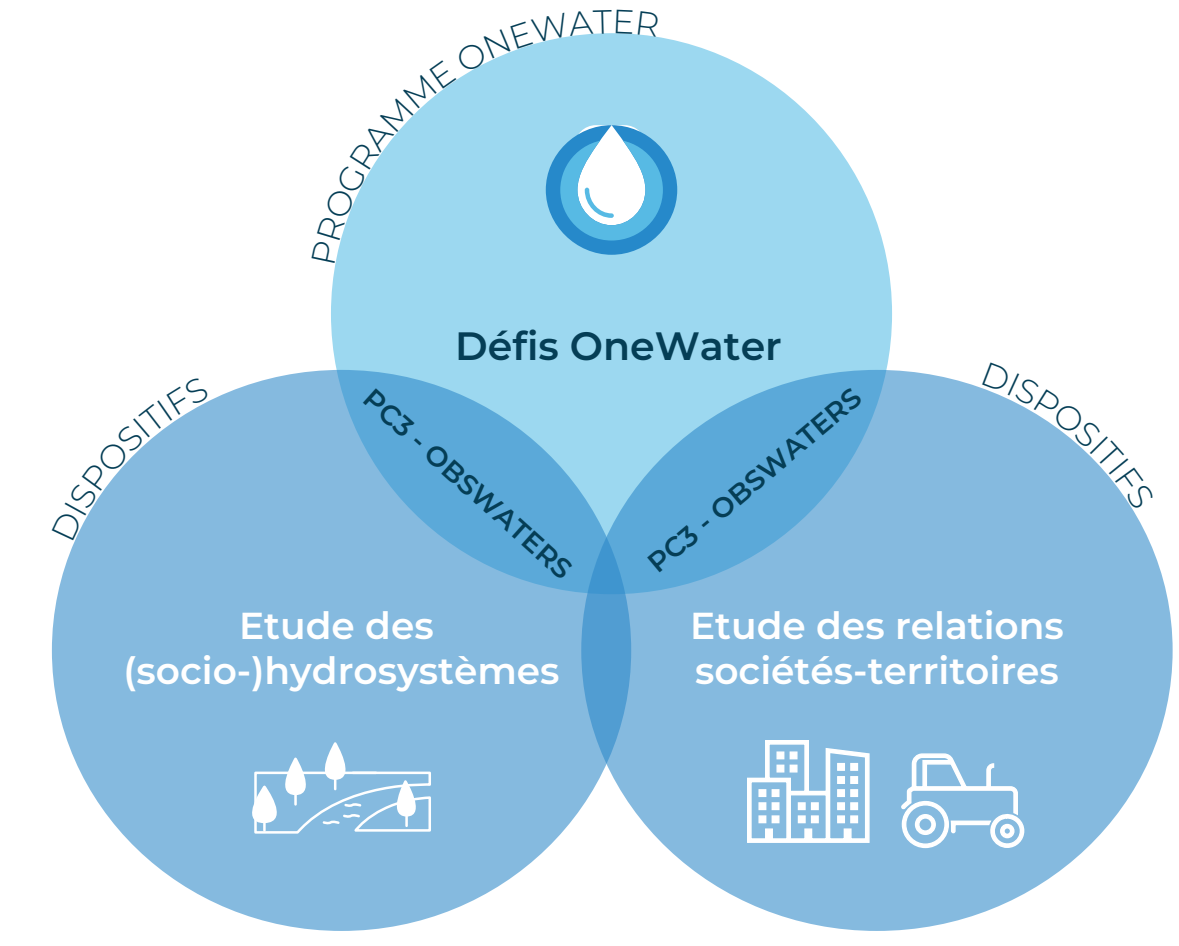 PROGRAMME ONEWATER
Défis OneWater
DISPOSITIFS
DISPOSITIFS
PC3 - OBSWATERS
PC3 - OBSWATERS
Etude des
(socio-)hydrosystèmes
Etude des relations
sociétés-territoires